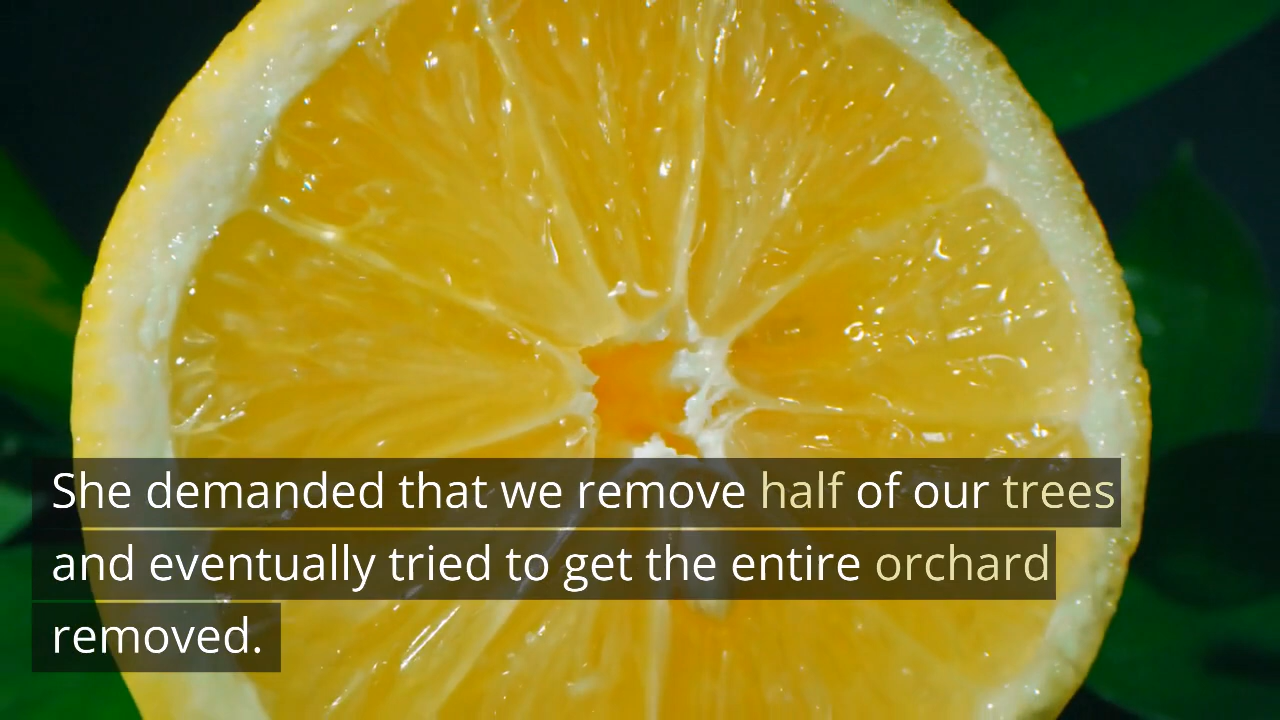 She demanded that we remove half of our trees
and eventually tried to get the entire orchard
removed.